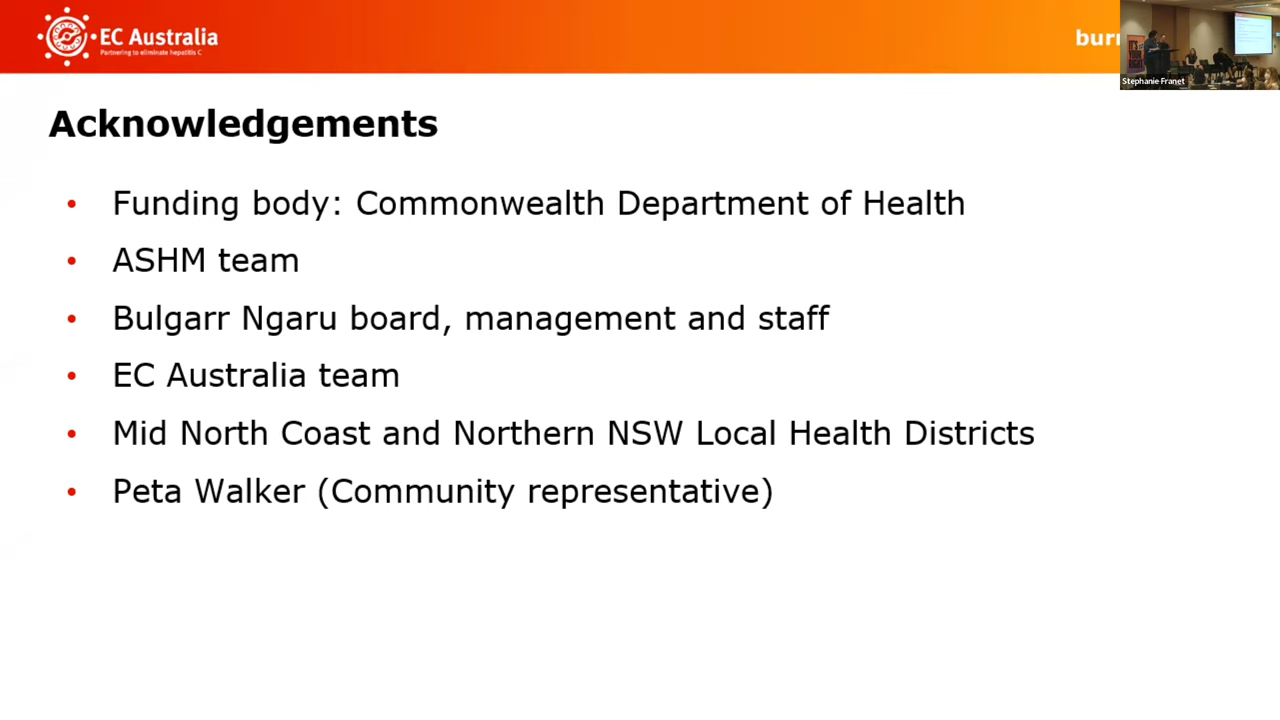 EC Australia
Partnering to eliminate hepatitis C
Stephanie Franet
Acknowledgements
• Funding body: Commonwealth Department of Health
• ASHM team
• Bulgarr Ngaru board, management and staff
• EC Australia team
• Mid North Coast and Northern NSW Local Health Districts
• Peta Walker (Community representative)